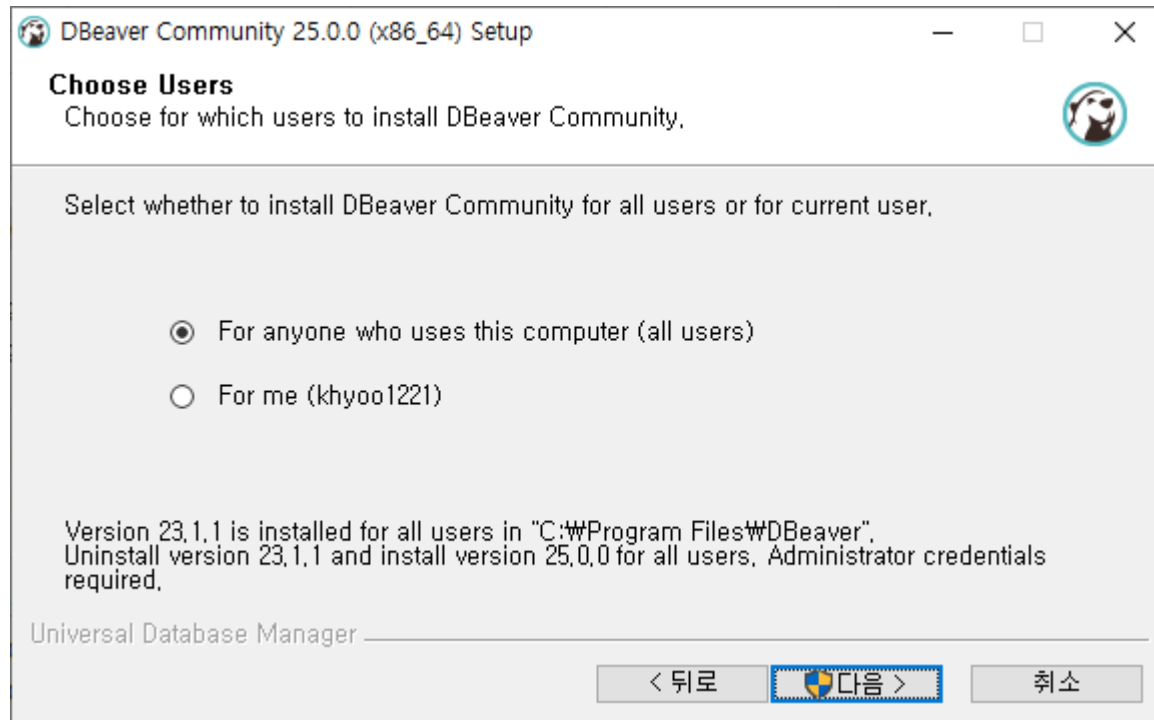 DBeaver Community 25.0.0 (x86_64) Setup
Choose Users
Choose for which users to install DBeaver Community.
Select whether to install DBeaver Community for all users or for current user.
For anyone who uses this computer (all users)
For me (khyoo1221)
Version 23.1.1 is installed for all users in "C:₩Program Files₩DBeaver".
Uninstall version 23.1.1 and install version 25.0.0 for all users. Administrator credentials
required.
Universal Database Manager
< 뒤로 다음 > 취소